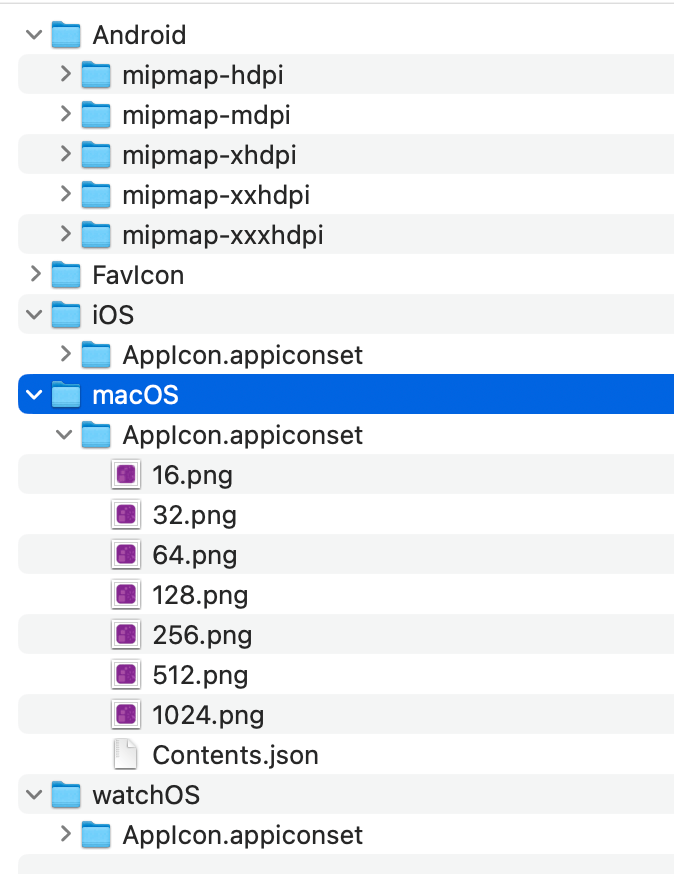 Android
mipmap-hdpi
mipmap-mdpi
mipmap-xhdpi
mipmap-xxhdpi
mipmap-xxxhdpi
FavIcon
iOS
AppIcon.appiconset
macOS
AppIcon.appiconset
16.png
32.png
64.png
128.png
256.png
512.png
1024.png
Contents.json
watchOS
AppIcon.appiconset